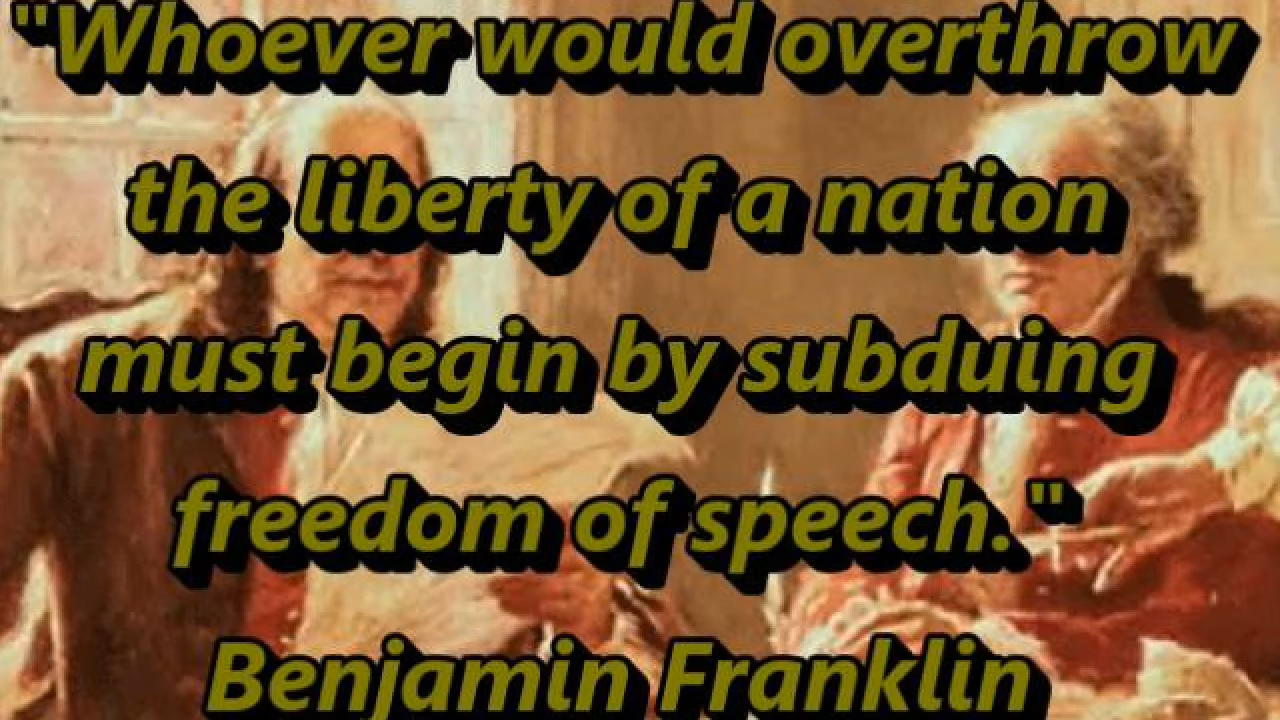 "Whoever would overthrow
the liberty of a nation
must begin by subduing
freedom of speech."
Benjamin Franklin